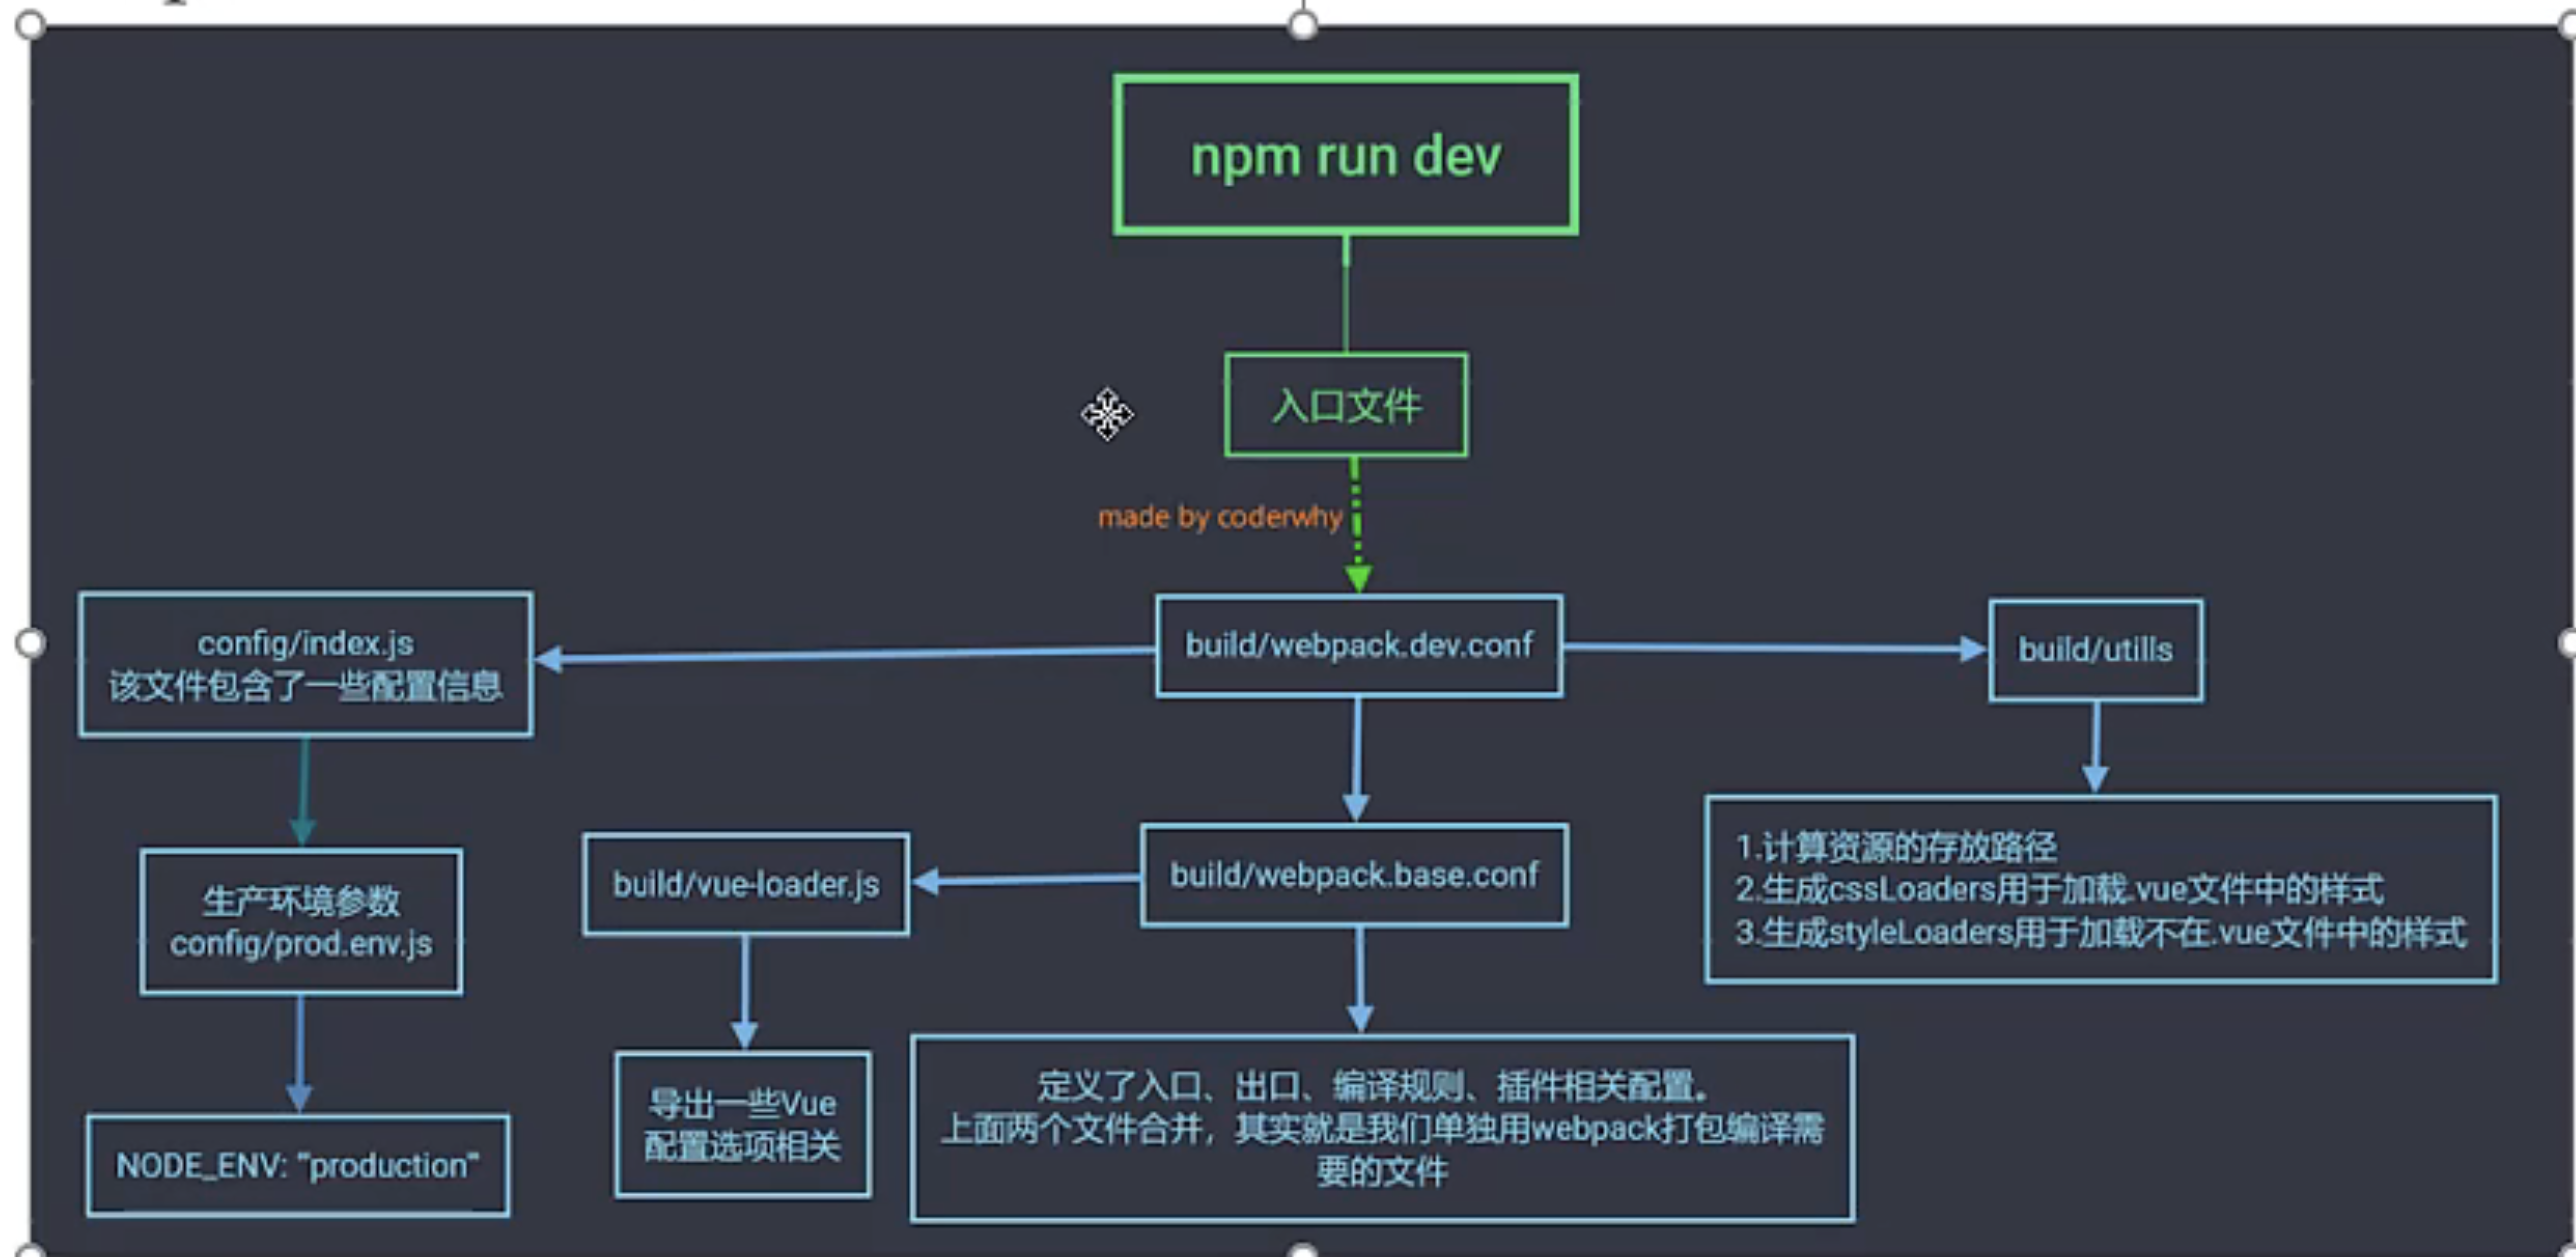 npm run dev
入口文件
made by coderwhy
config/index.js
该文件包含了一些配置信息
build/webpack.dev.conf
build/utills
生产环境参数
config/prod.env.js
build/vue-loader.js
build/webpack.base.conf
1.计算资源的存放路径
2.生成cssLoaders用于加载.vue文件中的样式
3.生成styleLoaders用于加载不在.vue文件中的样式
NODE_ENV: '"production"'
导出一些Vue
配置选项相关
定义了入口、出口、编译规则、插件相关配置。
上面两个文件合并，其实就是我们单独用webpack打包编译需
要的文件